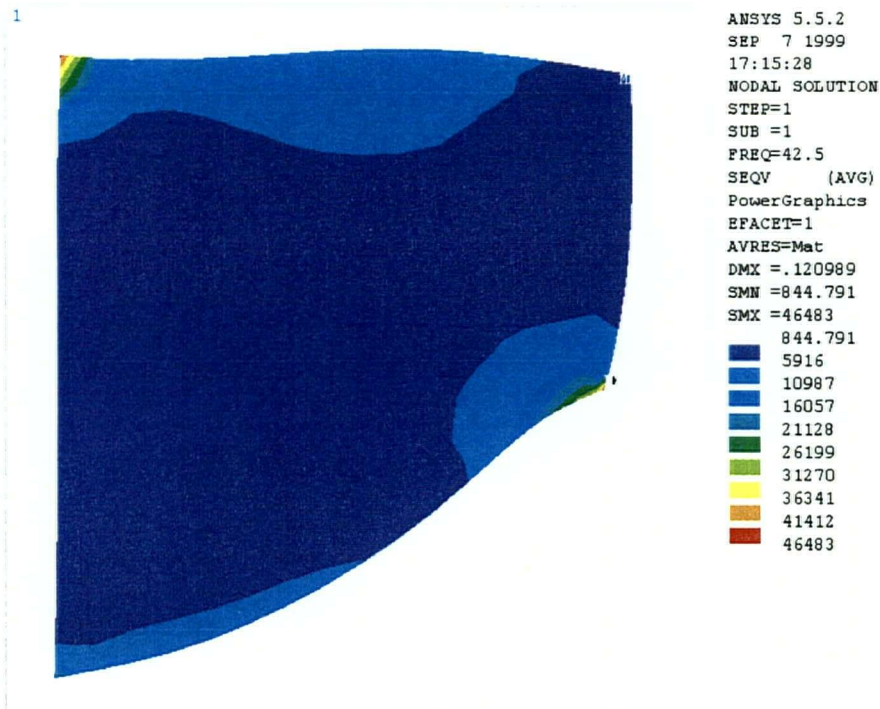 1
ANSYS 5.5.2
SEP 7 1999
17:15:28
NODAL SOLUTION
STEP=1
SUB =1
FREQ=42.5
SEQV (AVG)
PowerGraphics
EFACET=1
AVRES=Mat
DMX =.120989
SMN =844.791
SMX =46483
844.791
5916
10987
16057
21128
26199
31270
36341
41412
46483